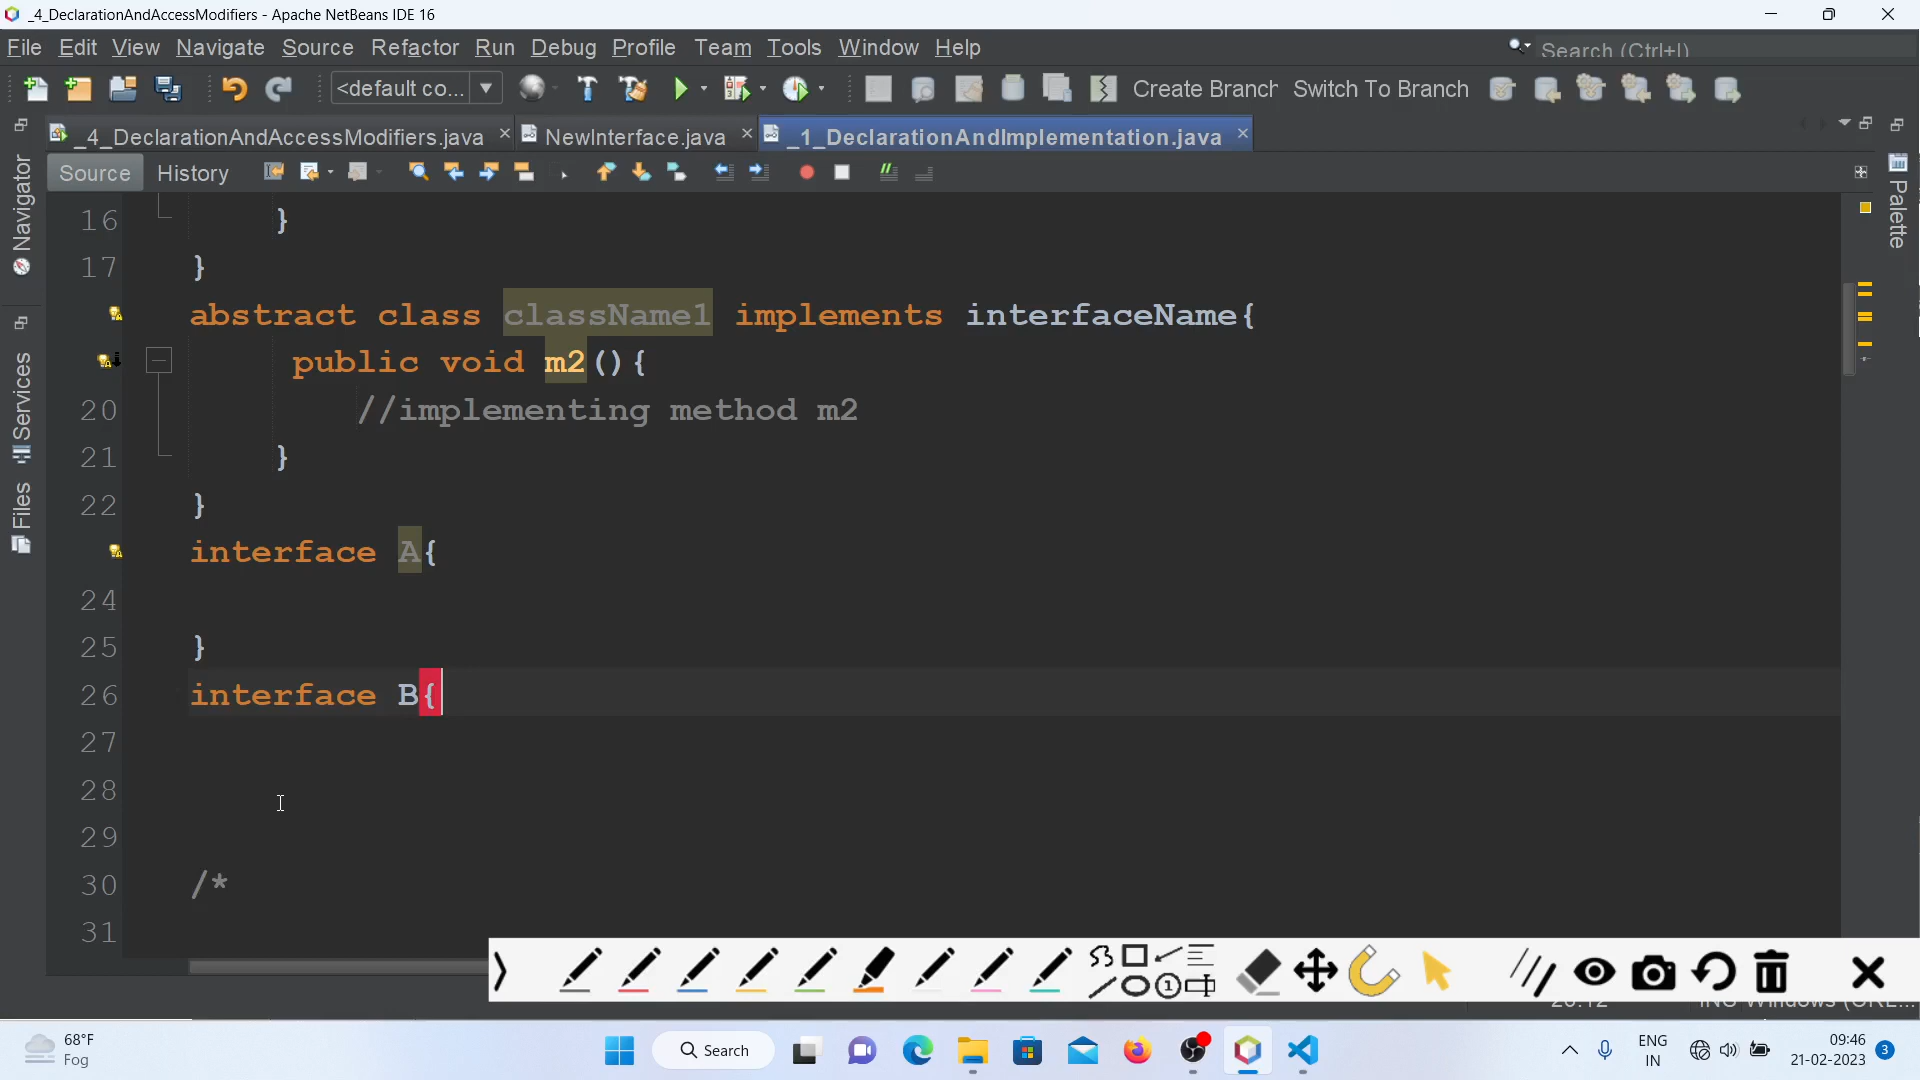 _4_DeclarationAndAccessModifiers - Apache NetBeans IDE 16
File Edit View Navigate Source Refactor Run Debug Profile Team Tools Window Help
Search (Ctrl+I)
<default co... Create Branch Switch To Branch
_4_DeclarationAndAccessModifiers.java NewInterface.java _1_DeclarationAndImplementation.java
Source History
Navigator
Services
Files
Palette
16 }
17 }
abstract class className1 implements interfaceName{
public void m2(){
20 //implementing method m2
21 }
22 }
interface A{
24
25 }
26 interface B{
27
28
29
30 /*
31
68°F
Fog
Search
ENG
IN
09:46
21-02-2023
3